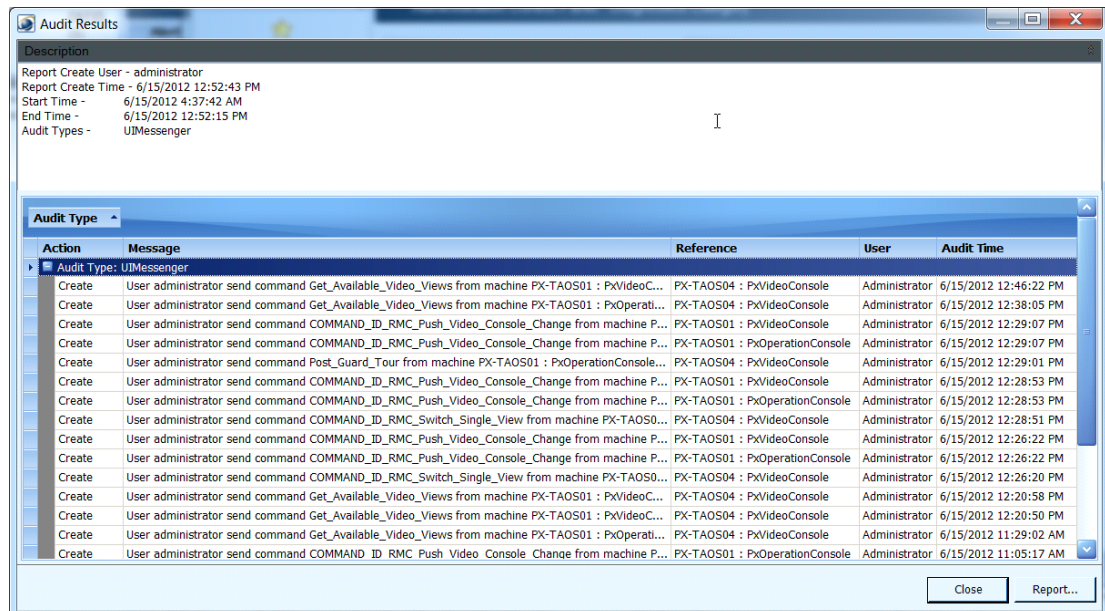 Audit Results
Description
Report Create User - administrator
Report Create Time - 6/15/2012 12:52:43 PM
Start Time - 6/15/2012 4:37:42 AM
End Time - 6/15/2012 12:52:15 PM
Audit Types - UIMessenger
Audit Type
Action Message Reference User Audit Time
Audit Type: UIMessenger
Create User administrator send command Get_Available_Video_Views from machine PX-TAOS01 : PxVideoC... PX-TAOS04 : PxVideoConsole Administrator 6/15/2012 12:46:22 PM
Create User administrator send command Get_Available_Video_Views from machine PX-TAOS01 : PxOperati... PX-TAOS04 : PxVideoConsole Administrator 6/15/2012 12:38:05 PM
Create User administrator send command COMMAND_ID_RMC_Push_Video_Console_Change from machine P... PX-TAOS01 : PxVideoConsole Administrator 6/15/2012 12:29:07 PM
Create User administrator send command COMMAND_ID_RMC_Push_Video_Console_Change from machine P... PX-TAOS01 : PxOperationConsole Administrator 6/15/2012 12:29:07 PM
Create User administrator send command Post_Guard_Tour from machine PX-TAOS01 : PxOperationConsole... PX-TAOS04 : PxVideoConsole Administrator 6/15/2012 12:29:01 PM
Create User administrator send command COMMAND_ID_RMC_Push_Video_Console_Change from machine P... PX-TAOS01 : PxVideoConsole Administrator 6/15/2012 12:28:53 PM
Create User administrator send command COMMAND_ID_RMC_Push_Video_Console_Change from machine P... PX-TAOS01 : PxOperationConsole Administrator 6/15/2012 12:28:53 PM
Create User administrator send command COMMAND_ID_RMC_Switch_Single_View from machine PX-TAOS0... PX-TAOS04 : PxVideoConsole Administrator 6/15/2012 12:28:51 PM
Create User administrator send command COMMAND_ID_RMC_Push_Video_Console_Change from machine P... PX-TAOS01 : PxVideoConsole Administrator 6/15/2012 12:26:22 PM
Create User administrator send command COMMAND_ID_RMC_Push_Video_Console_Change from machine P... PX-TAOS01 : PxOperationConsole Administrator 6/15/2012 12:26:22 PM
Create User administrator send command COMMAND_ID_RMC_Switch_Single_View from machine PX-TAOS0... PX-TAOS04 : PxVideoConsole Administrator 6/15/2012 12:26:20 PM
Create User administrator send command Get_Available_Video_Views from machine PX-TAOS01 : PxVideoC... PX-TAOS04 : PxVideoConsole Administrator 6/15/2012 12:20:58 PM
Create User administrator send command Get_Available_Video_Views from machine PX-TAOS01 : PxVideoC... PX-TAOS04 : PxVideoConsole Administrator 6/15/2012 12:20:50 PM
Create User administrator send command Get_Available_Video_Views from machine PX-TAOS01 : PxOperati... PX-TAOS04 : PxVideoConsole Administrator 6/15/2012 11:29:02 AM
Create User administrator send command COMMAND_ID_RMC_Push_Video_Console_Change from machine P... PX-TAOS01 : PxOperationConsole Administrator 6/15/2012 11:05:17 AM
Close Report...